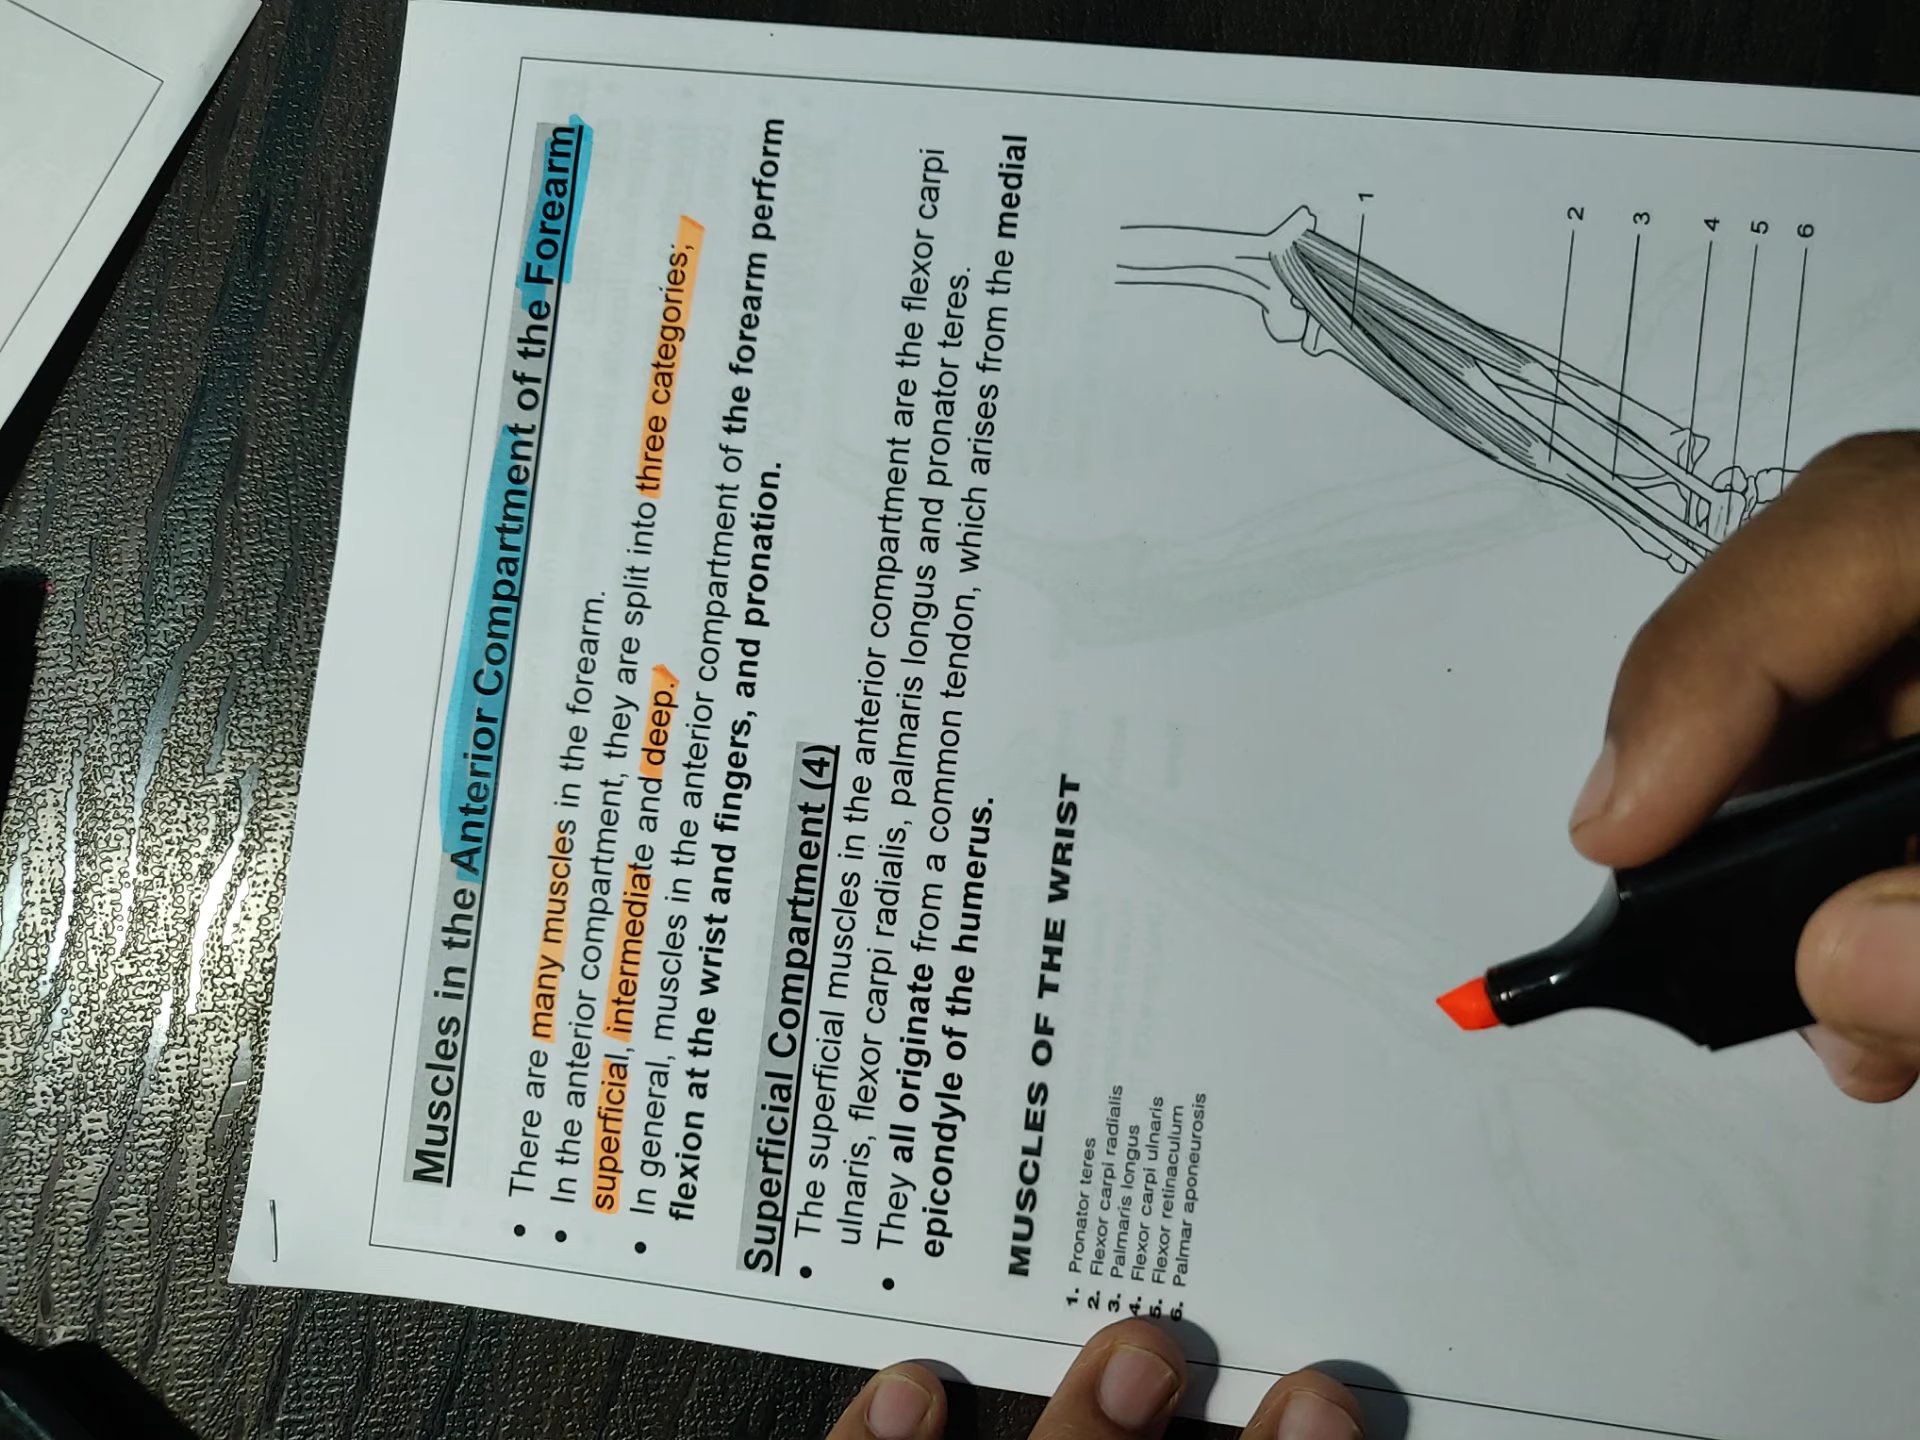 Muscles in the Anterior Compartment of the Forearm
• There are many muscles in the forearm.
• In the anterior compartment, they are split into three categories;
superficial, intermediate and deep.
• In general, muscles in the anterior compartment of the forearm perform
flexion at the wrist and fingers, and pronation.
Superficial Compartment (4)
• The superficial muscles in the anterior compartment are the flexor carpi
ulnaris, flexor carpi radialis, palmaris longus and pronator teres.
• They all originate from a common tendon, which arises from the medial
epicondyle of the humerus.
MUSCLES OF THE WRIST
1. Pronator teres
2. Flexor carpi radialis
3. Palmaris longus
4. Flexor carpi ulnaris
5. Flexor retinaculum
6. Palmar aponeurosis
1
2
3
4
5
6